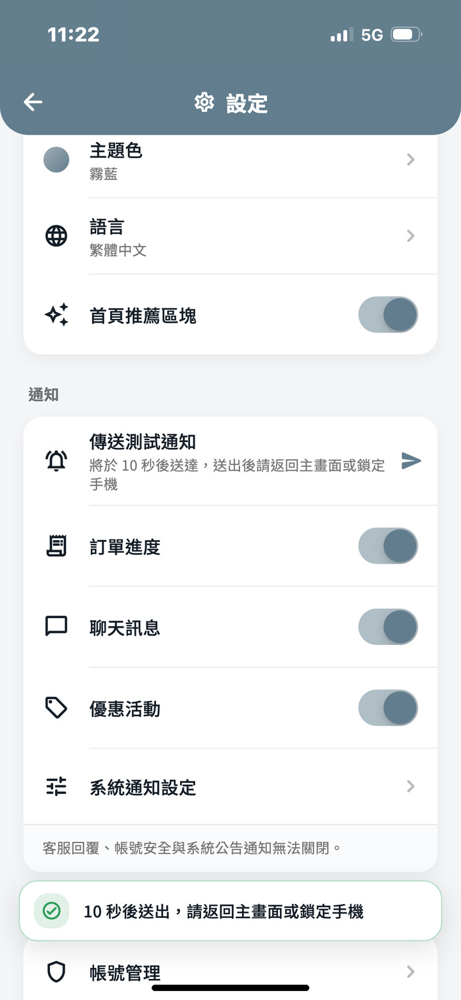 11:22
5G
設定
主題色
霧藍
語言
繁體中文
首頁推薦區塊
通知
傳送測試通知
將於 10 秒後送達，送出後請返回主畫面或鎖定
手機
訂單進度
聊天訊息
優惠活動
系統通知設定
客服回覆、帳號安全與系統公告通知無法關閉。
10 秒後送出，請返回主畫面或鎖定手機
帳號管理